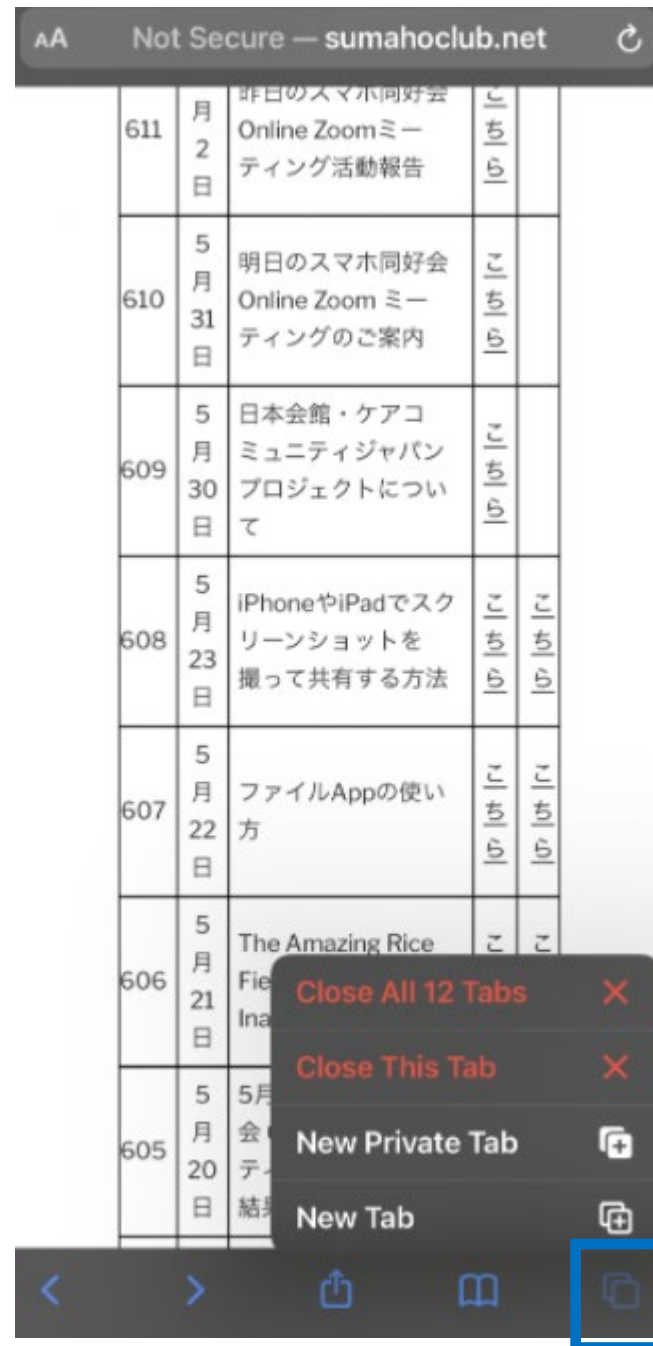 AA Not Secure — sumahoclub.net
611
月
2
日
昨日のスマホ同好会
Online Zoomミー
ティング活動報告
こ
ち
ら
610
5
月
31
日
明日のスマホ同好会
Online Zoom ミー
ティングのご案内
こ
ち
ら
609
5
月
30
日
日本会館・ケアコ
ミュニティジャパン
プロジェクトについ
て
こ
ち
ら
608
5
月
23
日
iPhoneやiPadでスク
リーンショットを
撮って共有する方法
こ
ち
ら
こ
ち
ら
607
5
月
22
日
ファイルAppの使い
方
こ
ち
ら
こ
ち
ら
606
5
月
21
日
The Amazing Rice
Fie
Ina
こ
こ
605
5
月
20
日
5月
会
ティ
結果
Close All 12 Tabs
Close This Tab
New Private Tab
New Tab